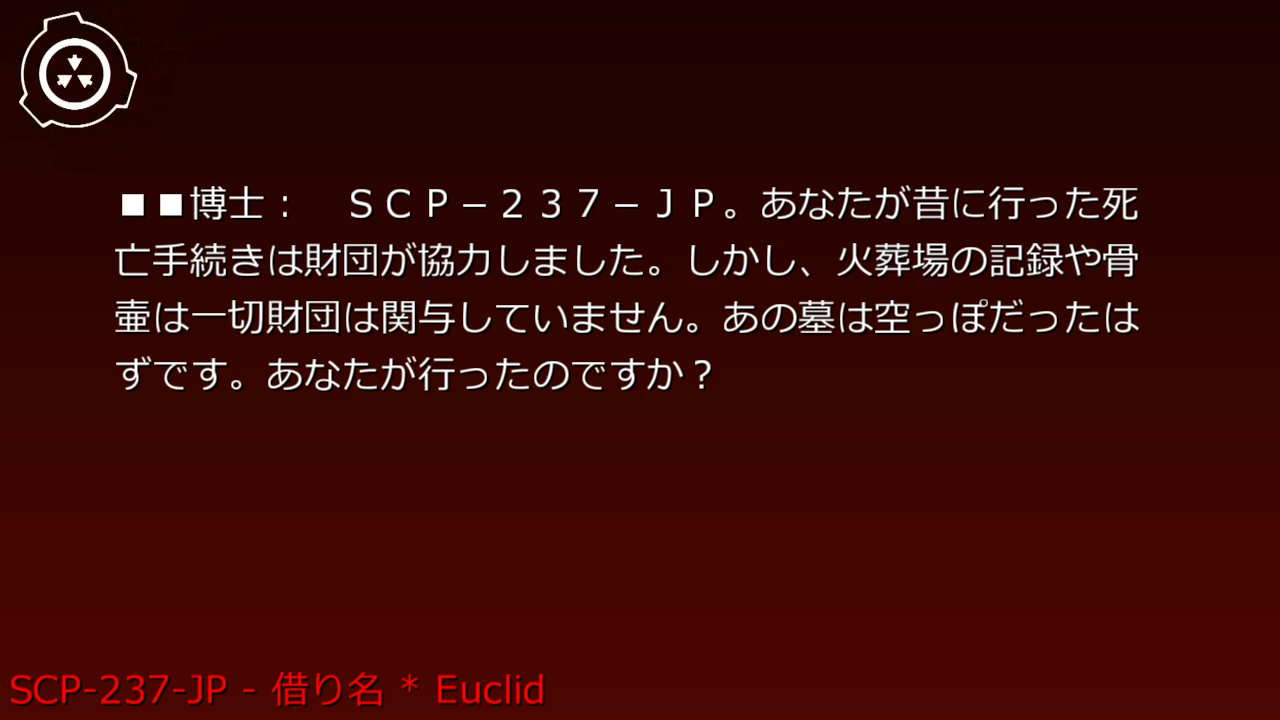 ■■博士：　ＳＣＰ－２３７－ＪＰ。あなたが昔に行った死
亡手続きは財団が協力しました。しかし、火葬場の記録や骨
壷は一切財団は関与していません。あの墓は空っぽだったは
ずです。あなたが行ったのですか？
SCP-237-JP - 借り名 * Euclid